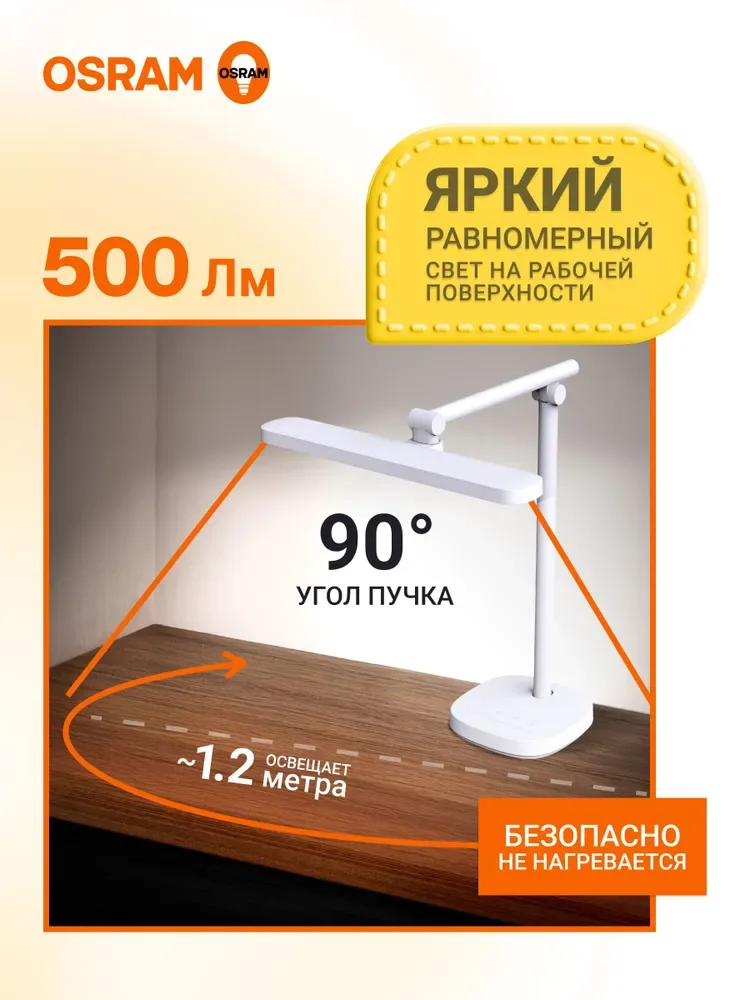 OSRAM OSRAM
ЯРКИЙ
РАВНОМЕРНЫЙ
СВЕТ НА РАБОЧЕЙ
ПОВЕРХНОСТИ
500 Лм
90°
УГОЛ ПУЧКА
~1.2 ОСВЕЩАЕТ
метра
БЕЗОПАСНО
НЕ НАГРЕВАЕТСЯ